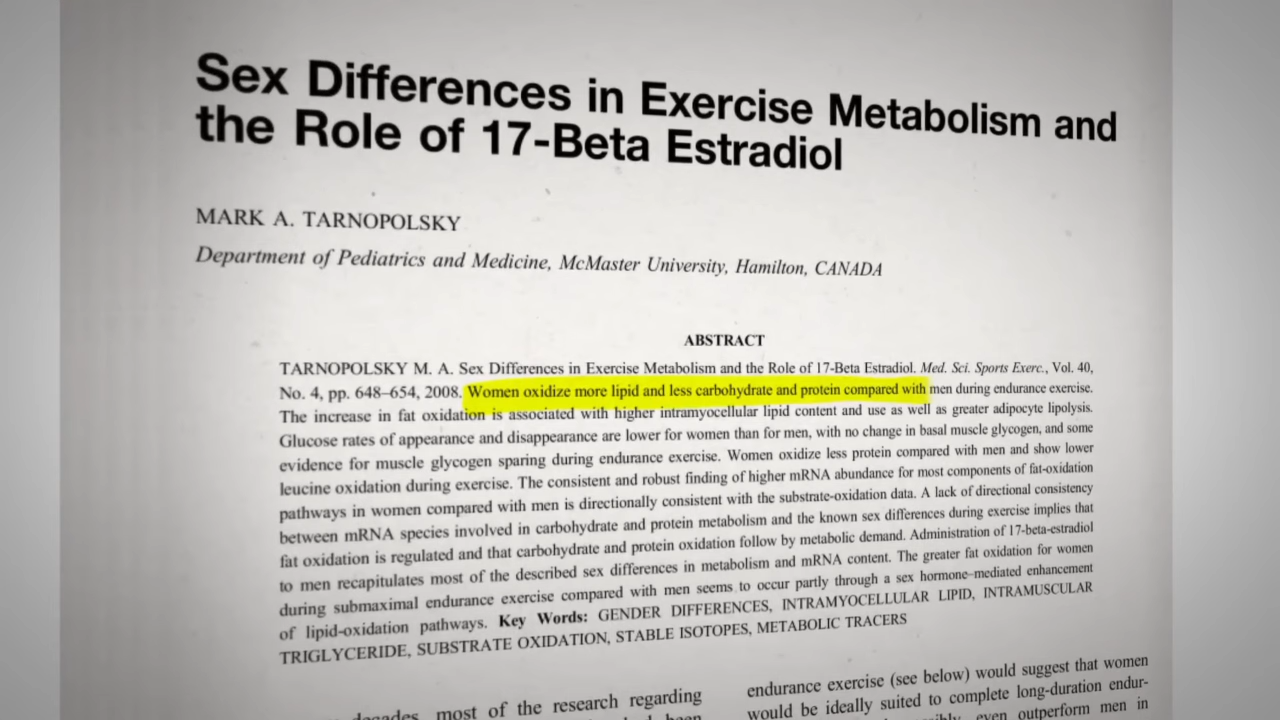 Sex Differences in Exercise Metabolism and
the Role of 17-Beta Estradiol
MARK A. TARNOPOLSKY
Department of Pediatrics and Medicine, McMaster University, Hamilton, CANADA
ABSTRACT
TARNOPOLSKY M. A. Sex Differences in Exercise Metabolism and the Role of 17-Beta Estradiol. Med. Sci. Sports Exerc., Vol. 40,
No. 4, pp. 648–654, 2008. Women oxidize more lipid and less carbohydrate and protein compared with men during endurance exercise.
The increase in fat oxidation is associated with higher intramyocellular lipid content and use as well as greater adipocyte lipolysis.
Glucose rates of appearance and disappearance are lower for women than for men, with no change in basal muscle glycogen, and some
evidence for muscle glycogen sparing during endurance exercise. Women oxidize less protein compared with men and show lower
leucine oxidation during exercise. The consistent and robust finding of higher mRNA abundance for most components of fat-oxidation
pathways in women compared with men is directionally consistent with the substrate-oxidation data. A lack of directional consistency
between mRNA species involved in carbohydrate and protein metabolism and the known sex differences during exercise implies that
fat oxidation is regulated and that carbohydrate and protein oxidation follow by metabolic demand. Administration of 17-beta-estradiol
to men recapitulates most of the described sex differences in metabolism and mRNA content. The greater fat oxidation for women
during submaximal endurance exercise compared with men seems to occur partly through a sex hormone–mediated enhancement
of lipid-oxidation pathways. Key Words: GENDER DIFFERENCES, INTRAMYOCELLULAR LIPID, INTRAMUSCULAR
TRIGLYCERIDE, SUBSTRATE OXIDATION, STABLE ISOTOPES, METABOLIC TRACERS
most of the research regarding
endurance exercise (see below) would suggest that women
would be ideally suited to complete long-duration endur-
even outperform men in